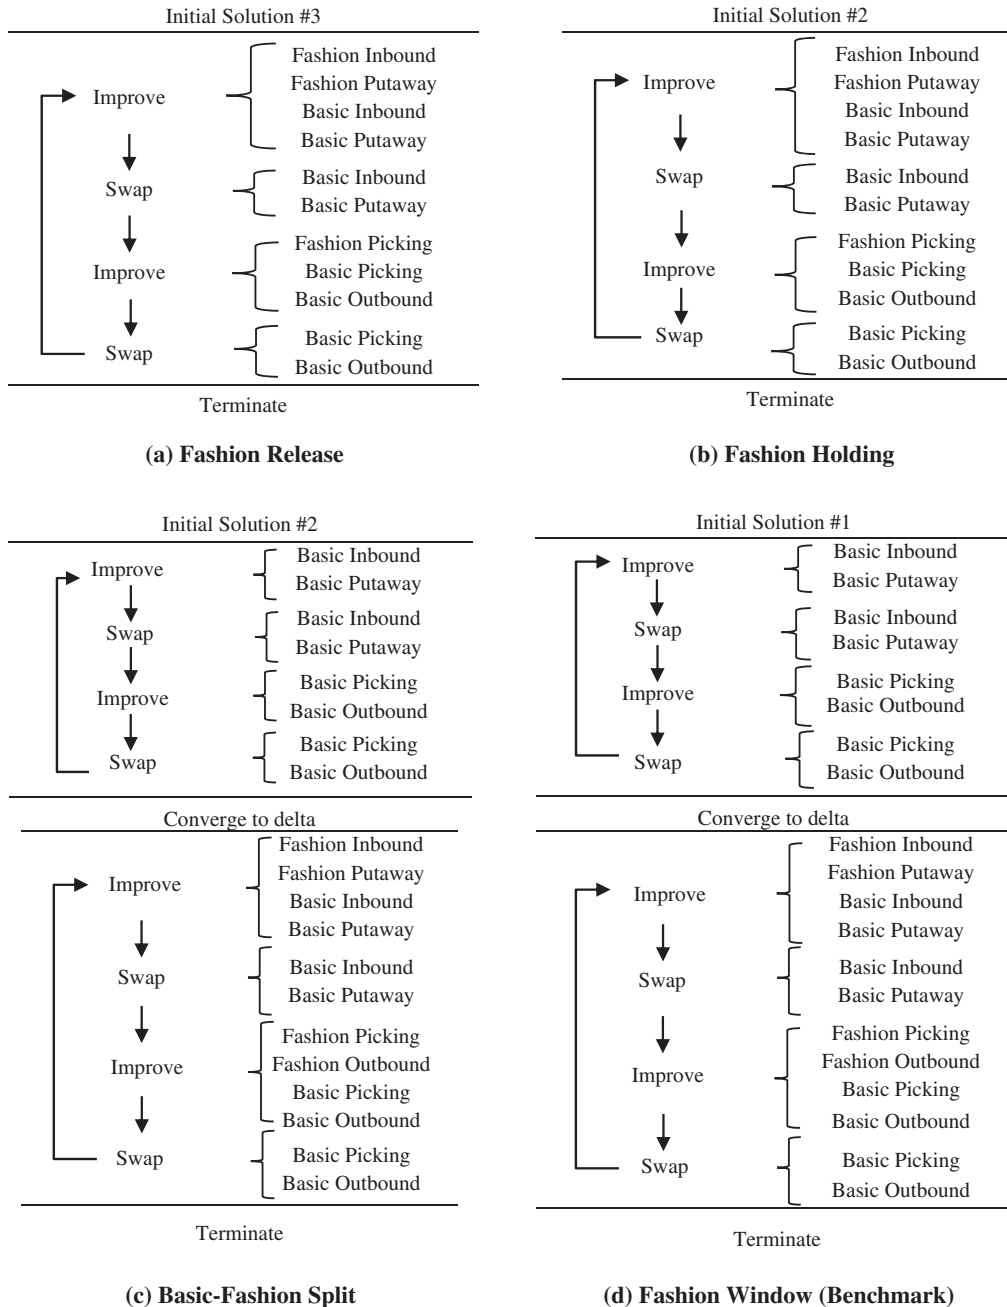 Initial Solution #3
Improve
Fashion Inbound
Fashion Putaway
Basic Inbound
Basic Putaway
Swap
Basic Inbound
Basic Putaway
Improve
Fashion Picking
Basic Picking
Basic Outbound
Swap
Basic Picking
Basic Outbound
Terminate
(a) Fashion Release
Initial Solution #2
Improve
Fashion Inbound
Fashion Putaway
Basic Inbound
Basic Putaway
Swap
Basic Inbound
Basic Putaway
Improve
Fashion Picking
Basic Picking
Basic Outbound
Swap
Basic Picking
Basic Outbound
Terminate
(b) Fashion Holding
Initial Solution #2
Improve
Basic Inbound
Basic Putaway
Swap
Basic Inbound
Basic Putaway
Improve
Basic Picking
Basic Outbound
Swap
Basic Picking
Basic Outbound
Converge to delta
Improve
Fashion Inbound
Fashion Putaway
Basic Inbound
Basic Putaway
Swap
Basic Inbound
Basic Putaway
Improve
Fashion Picking
Fashion Outbound
Basic Picking
Basic Outbound
Swap
Basic Picking
Basic Outbound
Terminate
(c) Basic-Fashion Split
Initial Solution #1
Improve
Basic Inbound
Basic Putaway
Swap
Basic Inbound
Basic Putaway
Improve
Basic Picking
Basic Outbound
Swap
Basic Picking
Basic Outbound
Converge to delta
Improve
Fashion Inbound
Fashion Putaway
Basic Inbound
Basic Putaway
Swap
Basic Inbound
Basic Putaway
Improve
Fashion Picking
Fashion Outbound
Basic Picking
Basic Outbound
Swap
Basic Picking
Basic Outbound
Terminate
(d) Fashion Window (Benchmark)